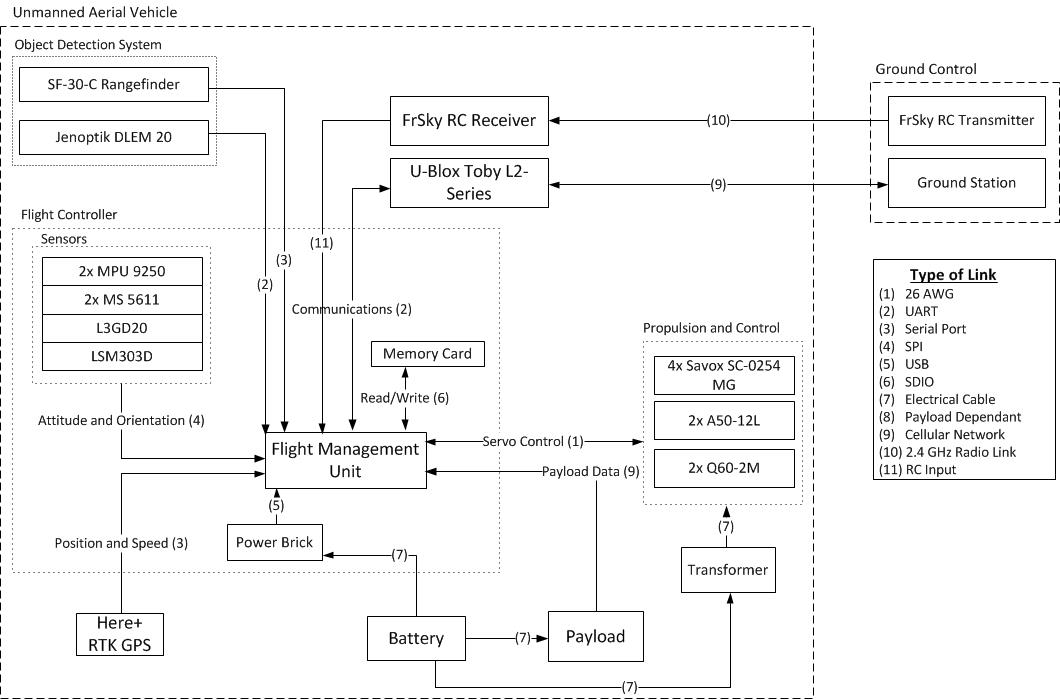 Unmanned Aerial Vehicle
Object Detection System
SF-30-C Rangefinder
Jenoptik DLEM 20
FrSky RC Receiver
U-Blox Toby L2-
Series
(10)
(9)
Ground Control
FrSky RC Transmitter
Ground Station
Flight Controller
Sensors
2x MPU 9250
2x MS 5611
L3GD20
LSM303D
(2)
(3)
(11)
Communications (2)
Memory Card
Read/Write (6)
Attitude and Orientation (4)
Flight Management
Unit
Servo Control (1)
Payload Data (9)
Propulsion and Control
4x Savox SC-0254
MG
2x A50-12L
2x Q60-2M
(5)
Power Brick
(7)
Position and Speed (3)
(7)
Transformer
Here+
RTK GPS
Battery
(7)
Payload
(7)
Type of Link
(1) 26 AWG
(2) UART
(3) Serial Port
(4) SPI
(5) USB
(6) SDIO
(7) Electrical Cable
(8) Payload Dependant
(9) Cellular Network
(10) 2.4 GHz Radio Link
(11) RC Input